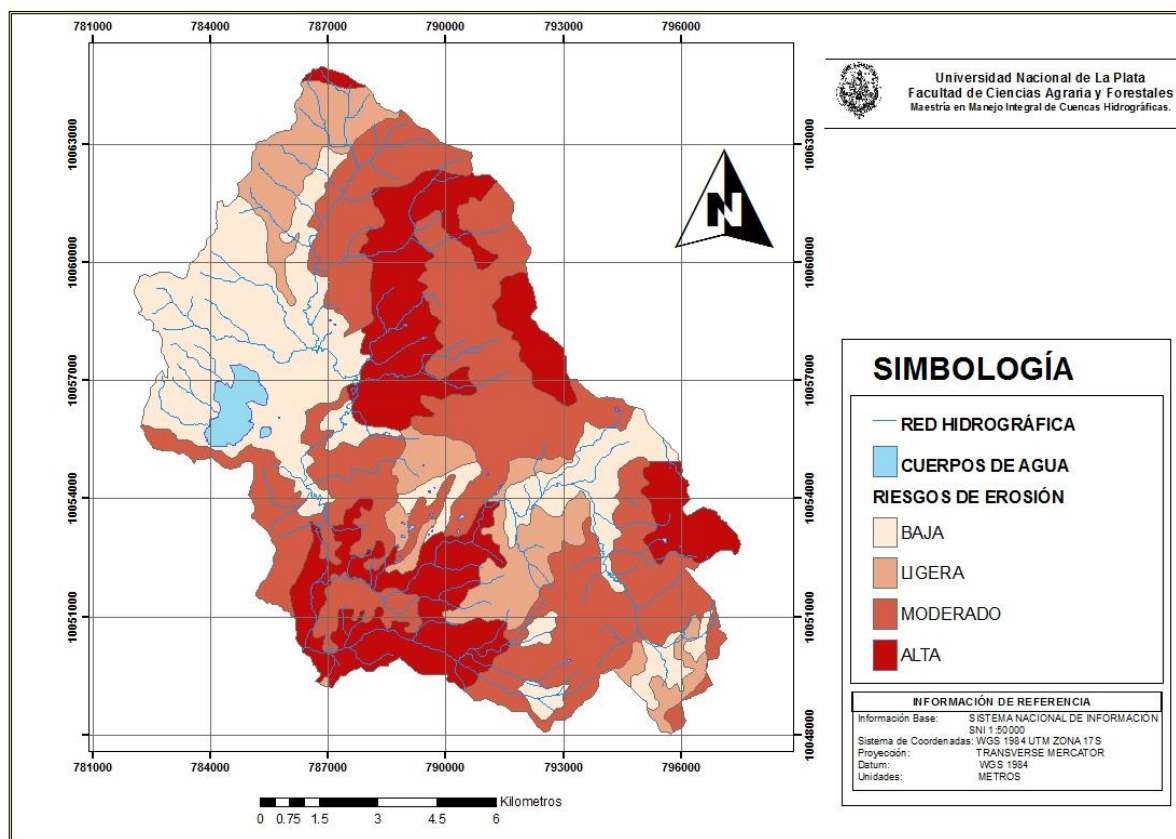 781000 784000 787000 790000 793000 796000
10063000
10060000
10057000
10054000
10051000
10048000
10063000
10060000
10057000
10054000
10051000
10048000
781000 784000 787000 790000 793000 796000
N
0 0.75 1.5 3 4.5 6
Kilometros
Universidad Nacional de La Plata
Facultad de Ciencias Agraria y Forestales
Maestría en Manejo Integral de Cuencas Hidrográficas.
SIMBOLOGÍA
RED HIDROGRÁFICA
CUERPOS DE AGUA
RIESGOS DE EROSIÓN
BAJA
LIGERA
MODERADO
ALTA
INFORMACIÓN DE REFERENCIA
Información Base: SISTEMA NACIONAL DE INFORMACIÓN
SNI 1:50000
Sistema de Coordenadas: WGS 1984 UTM ZONA 17S
Proyección: TRANSVERSE MERCATOR
Datum: WGS 1984
Unidades: METROS